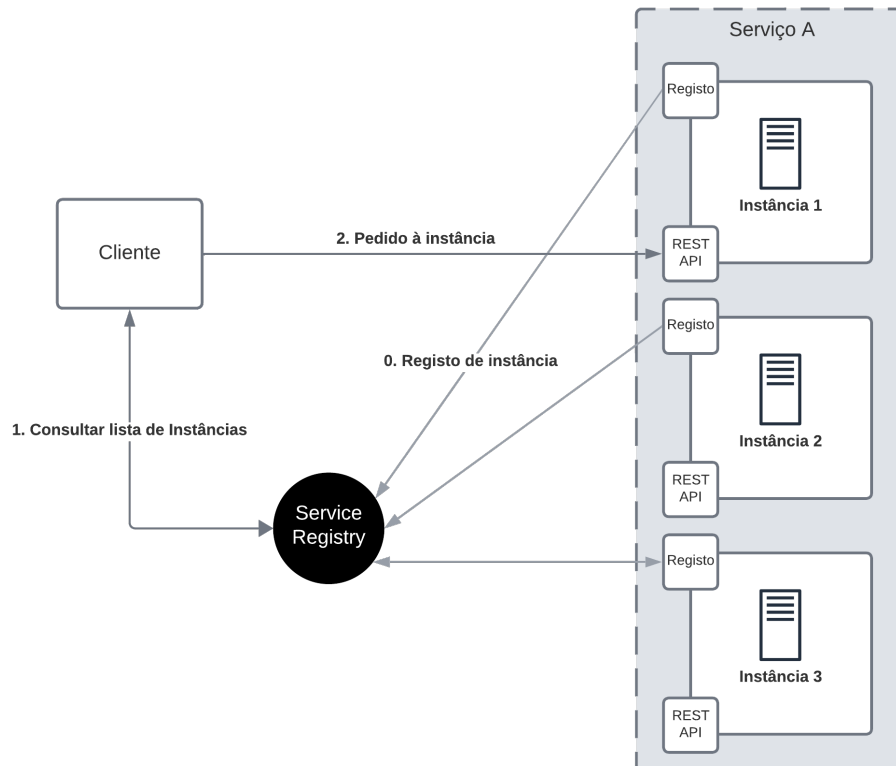 Serviço A
Registo
Instância 1
REST
API
Cliente
2. Pedido à instância
Registo
0. Registo de instância
Instância 2
REST
API
1. Consultar lista de Instâncias
Service
Registry
Registo
Instância 3
REST
API